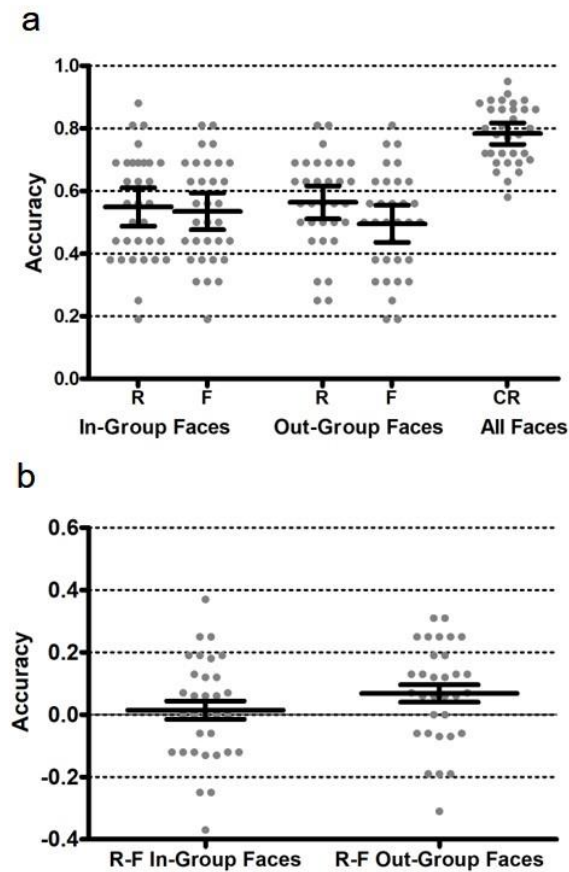 a
1.0
0.8
0.6
0.4
0.2
0.0
Accuracy
R F R F CR
In-Group Faces Out-Group Faces All Faces
b
0.6
0.4
0.2
0.0
-0.2
-0.4
Accuracy
R-F In-Group Faces R-F Out-Group Faces